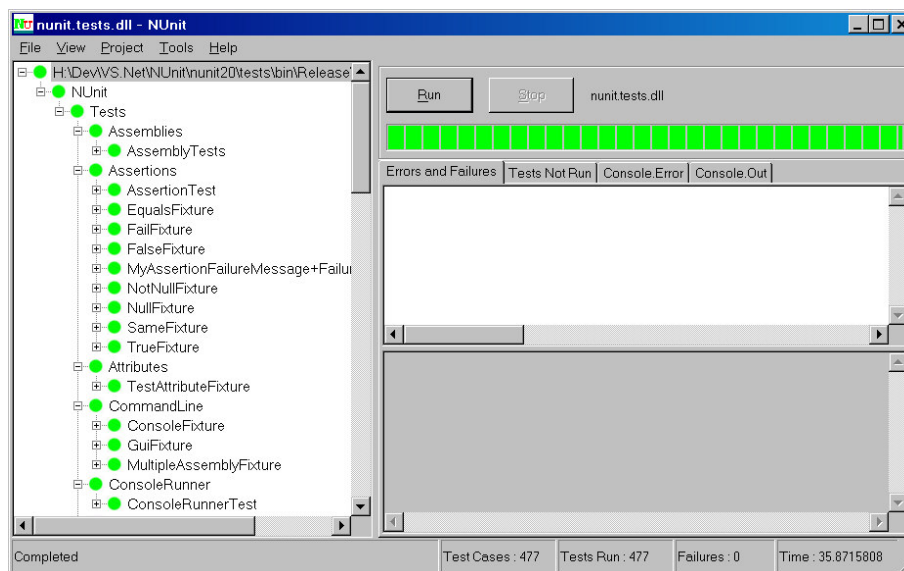 NU nunit.tests.dll - NUnit
File View Project Tools Help
H:\Dev\VS.Net\NUnit\nunit20\tests\bin\Release\
NUnit
Tests
Assemblies
AssemblyTests
Assertions
AssertionTest
EqualsFixture
FailFixture
FalseFixture
MyAssertionFailureMessage+Failur
NotNullFixture
NullFixture
SameFixture
TrueFixture
Attributes
TestAttributeFixture
CommandLine
ConsoleFixture
GuiFixture
MultipleAssemblyFixture
ConsoleRunner
ConsoleRunnerTest
Run Stop nunit.tests.dll
Errors and Failures Tests Not Run Console.Error Console.Out
Completed Test Cases : 477 Tests Run : 477 Failures : 0 Time : 35.8715808